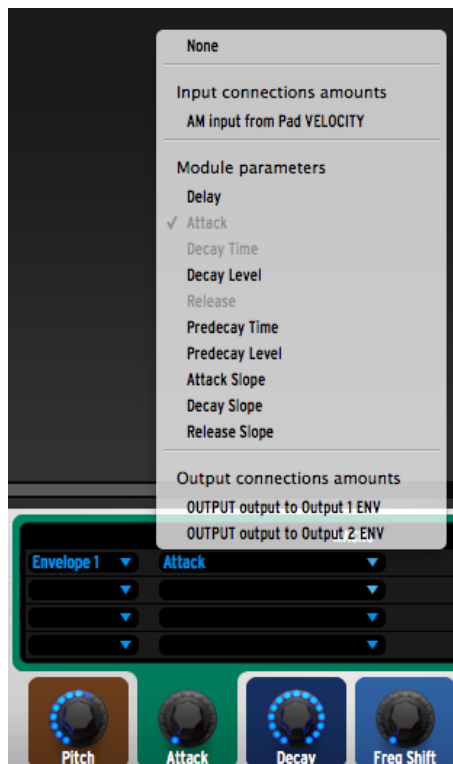 None
Input connections amounts
AM input from Pad VELOCITY
Module parameters
Delay
✓ Attack
Decay Time
Decay Level
Release
Predecay Time
Predecay Level
Attack Slope
Decay Slope
Release Slope
Output connections amounts
OUTPUT output to Output 1 ENV
OUTPUT output to Output 2 ENV
Envelope 1 Attack
Pitch Attack Decay Freq Shift